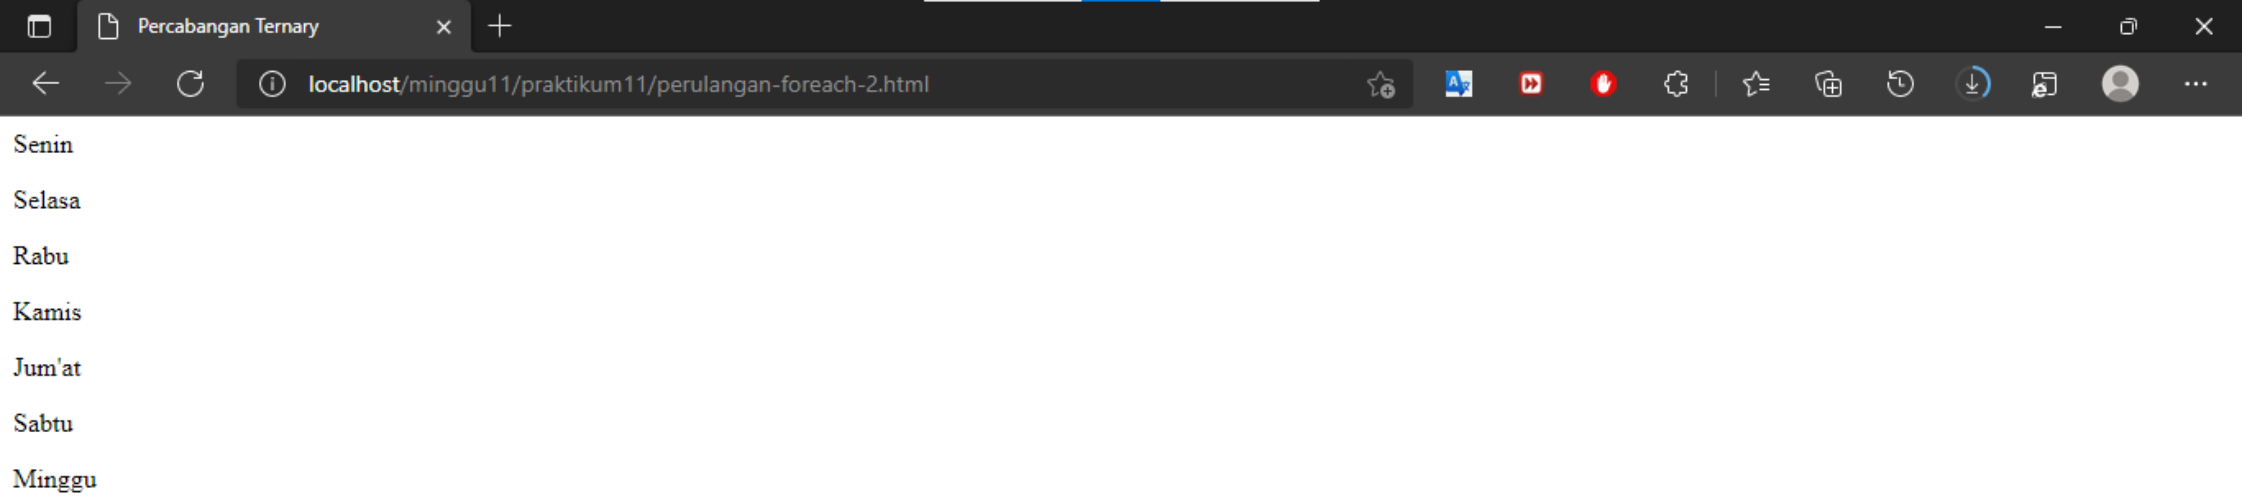 Percabangan Ternary
localhost/minggu11/praktikum11/perulangan-foreach-2.html
Senin
Selasa
Rabu
Kamis
Jum'at
Sabtu
Minggu